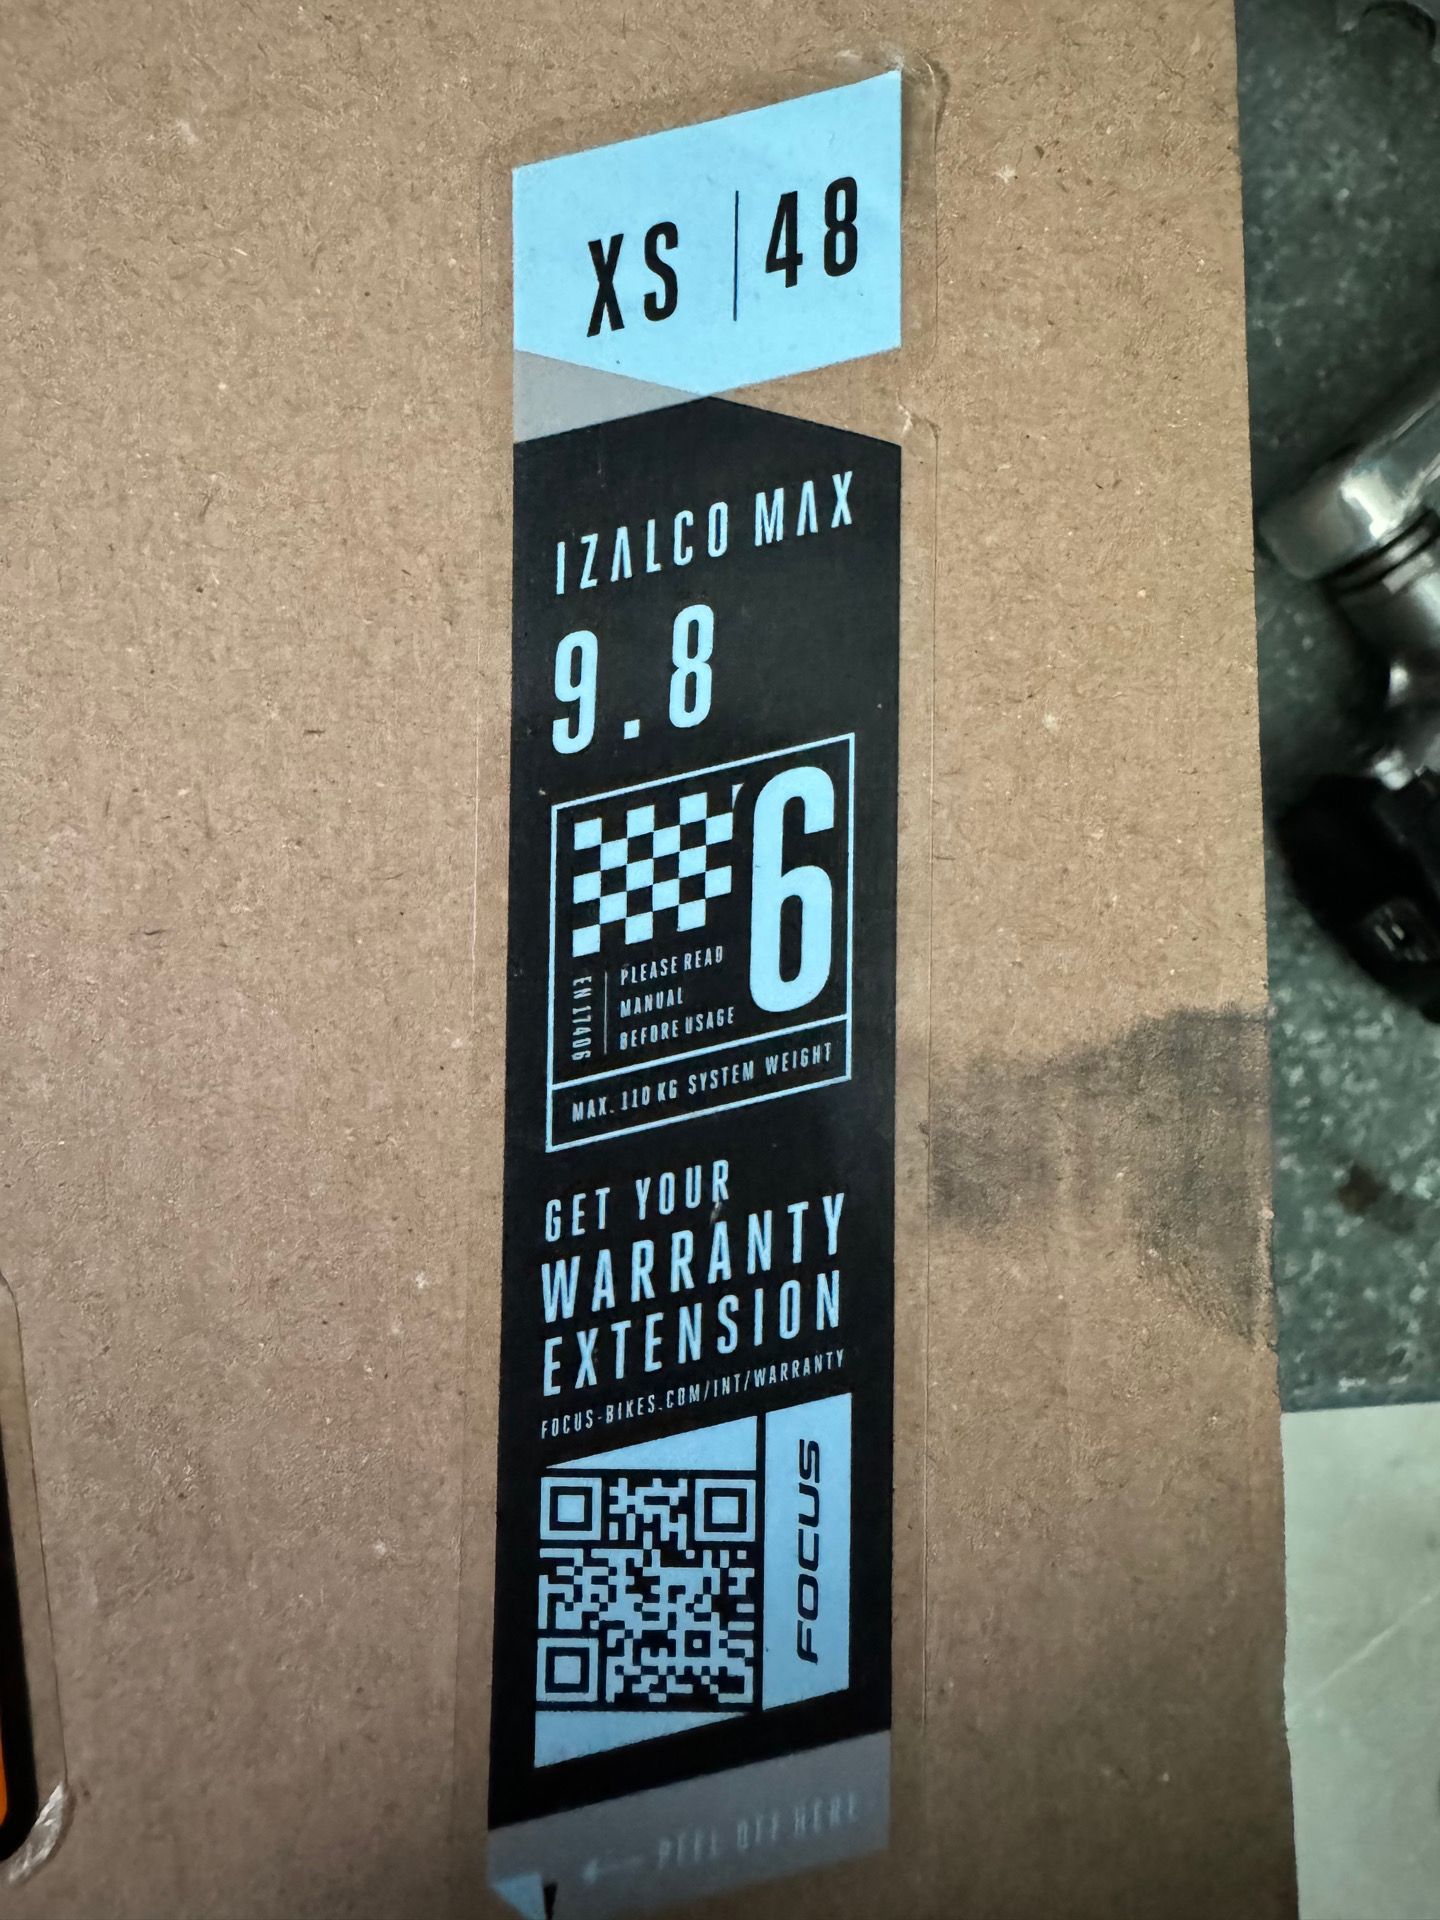 XS | 48
IZALCO MAX
9.8
6
EN 17406
PLEASE READ
MANUAL
BEFORE USAGE
MAX. 110 KG SYSTEM WEIGHT
GET YOUR
WARRANTY
EXTENSION
FOCUS-BIKES.COM/INT/WARRANTY
FOCUS
← PEEL OFF HERE